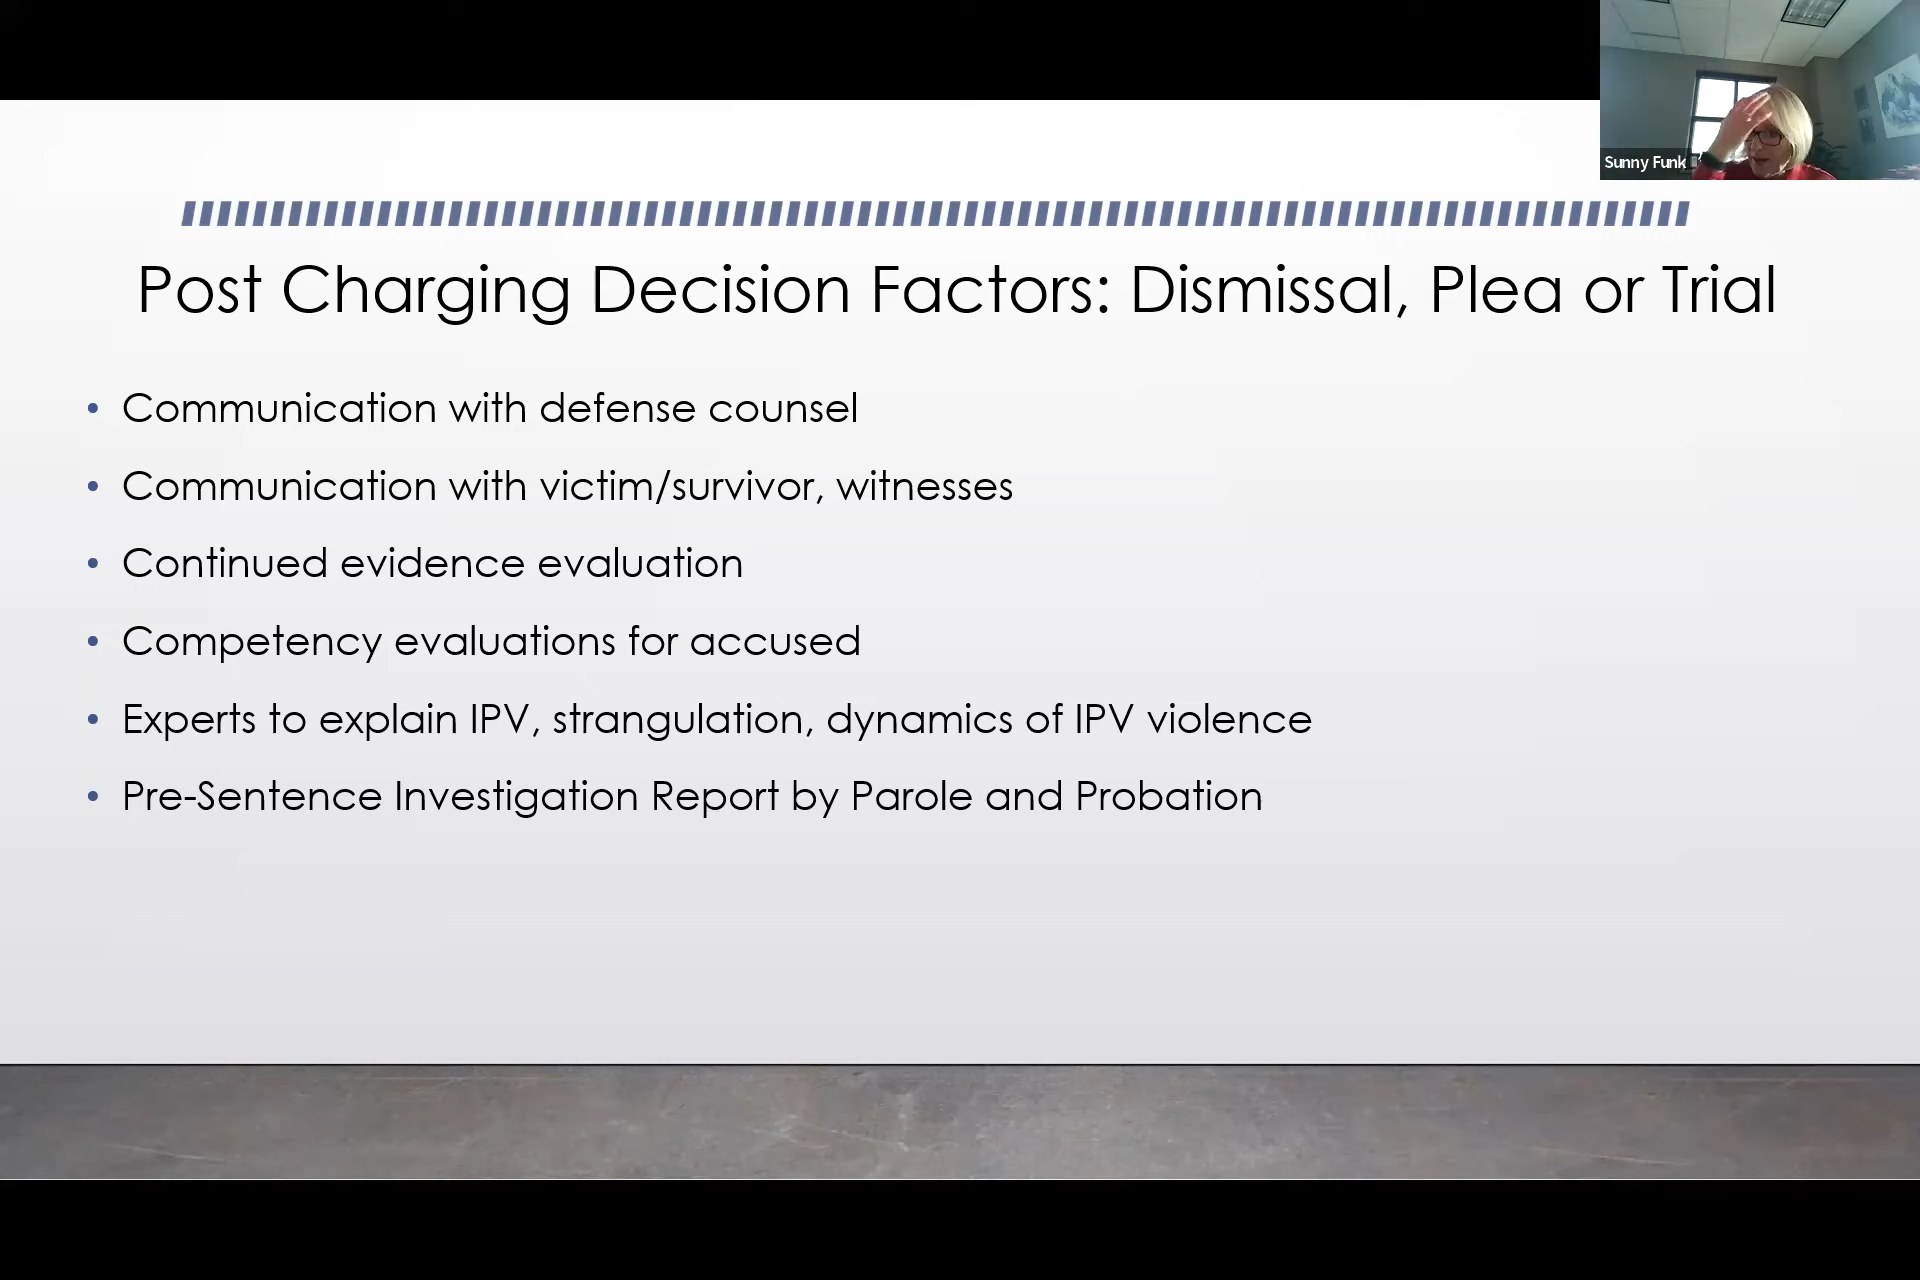 Sunny Funk
Post Charging Decision Factors: Dismissal, Plea or Trial
• Communication with defense counsel
• Communication with victim/survivor, witnesses
• Continued evidence evaluation
• Competency evaluations for accused
• Experts to explain IPV, strangulation, dynamics of IPV violence
• Pre-Sentence Investigation Report by Parole and Probation